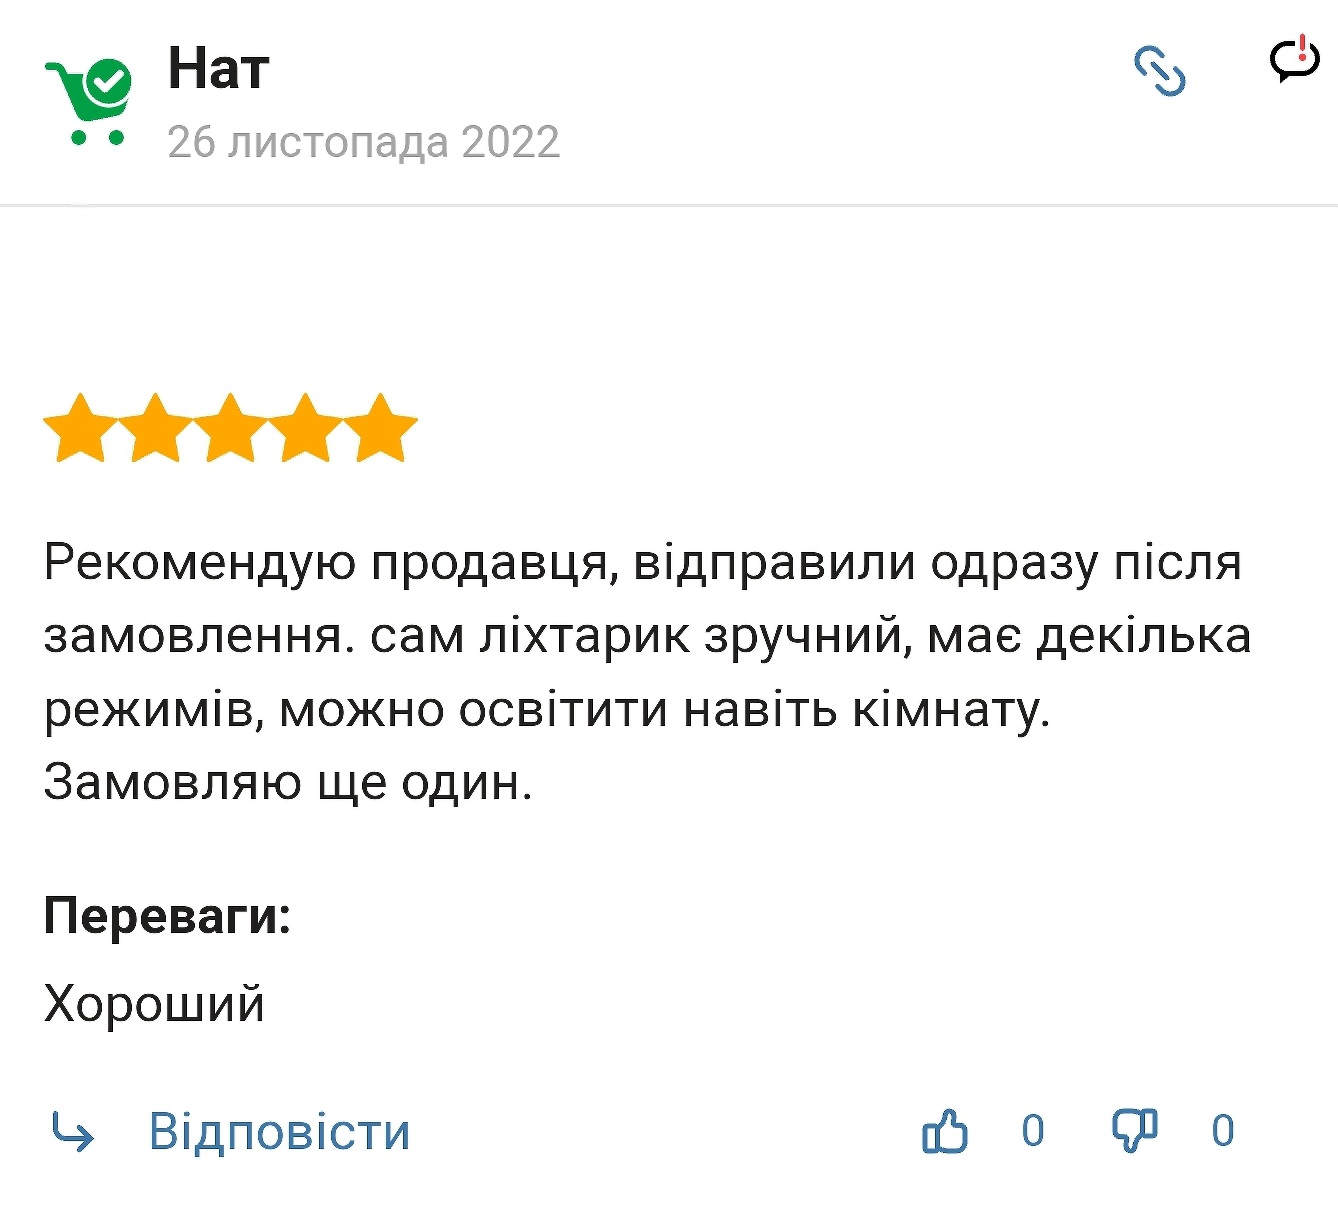 Нат
26 листопада 2022
Рекомендую продавця, відправили одразу після
замовлення. сам ліхтарик зручний, має декілька
режимів, можно освітити навіть кімнату.
Замовляю ще один.
Переваги:
Хороший
Відповісти 0 0